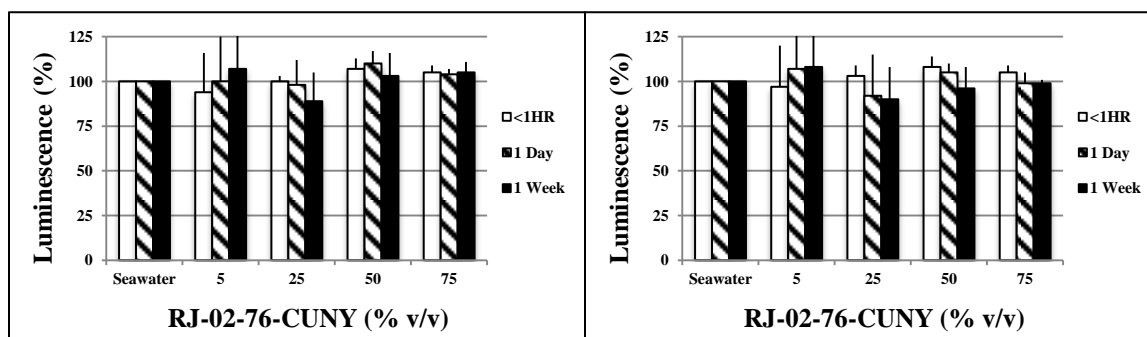 125
100
75
50
25
0
Luminescence (%)
Seawater 5 25 50 75
RJ-02-76-CUNY (% v/v)
<1HR
1 Day
1 Week
125
100
75
50
25
0
Luminescence (%)
Seawater 5 25 50 75
RJ-02-76-CUNY (% v/v)
<1HR
1 Day
1 Week